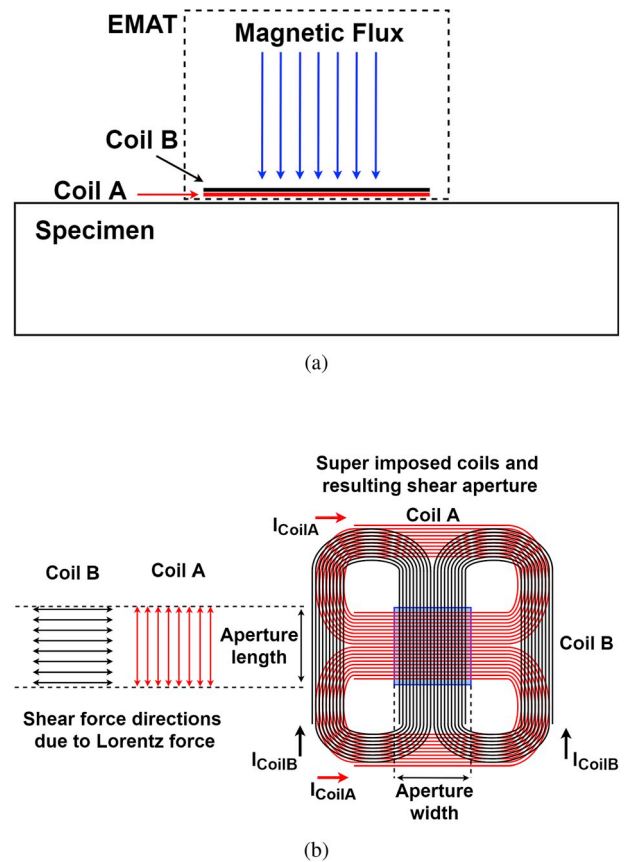 EMAT
Magnetic Flux
Coil B
Coil A
Specimen
(a)
Super imposed coils and
resulting shear aperture
I_CoilA
Coil A
Coil B
Coil A
Aperture
length
Coil B
Shear force directions
due to Lorentz force
I_CoilB
I_CoilB
I_CoilA
Aperture
width
(b)